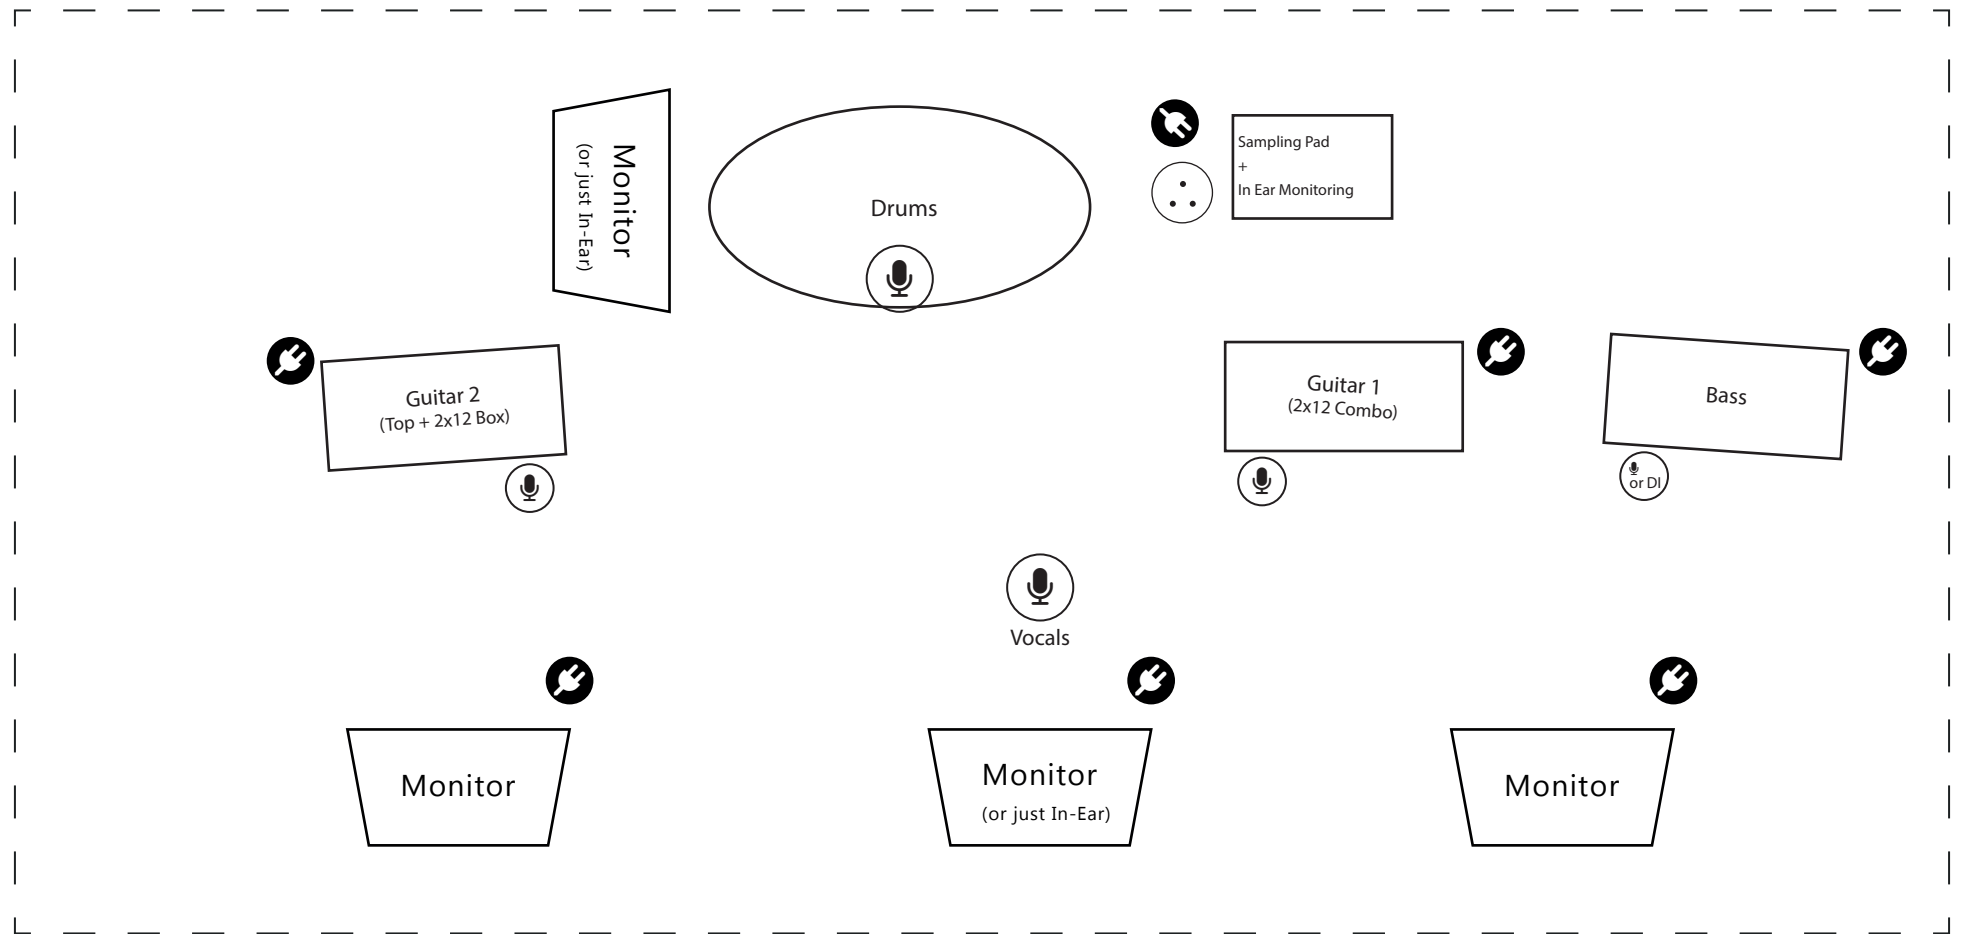 Monitor
(or just In-Ear)
Drums
Sampling Pad
+
In Ear Monitoring
Guitar 2
(Top + 2x12 Box)
Guitar 1
(2x12 Combo)
Bass
or DI
Vocals
Monitor
Monitor
(or just In-Ear)
Monitor